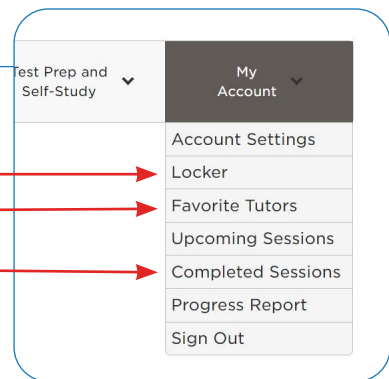 Test Prep and
Self-Study
My
Account
Account Settings
Locker
Favorite Tutors
Upcoming Sessions
Completed Sessions
Progress Report
Sign Out